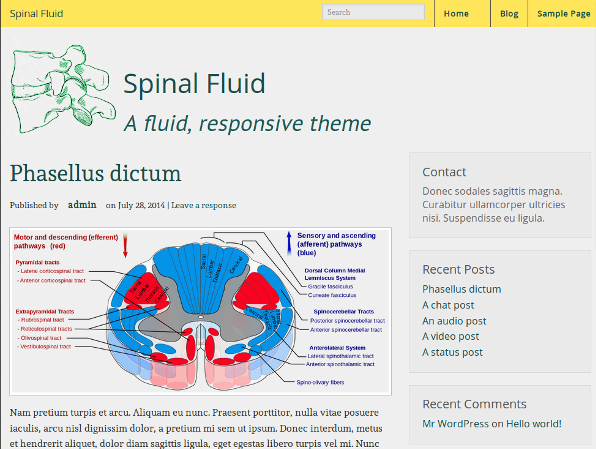 Spinal Fluid
Search
Home
Blog
Sample Page
Spinal Fluid
A fluid, responsive theme
Phasellus dictum
Published by admin on July 28, 2014 | Leave a response
Motor and descending (efferent)
pathways (red)
Sensory and ascending
(afferent) pathways
(blue)
Pyramidal tracts
- Lateral corticospinal tract
- Anterior corticospinal tract
Extrapyramidal Tracts
- Rubrospinal tract
- Reticulospinal tracts
- Olivospinal tract
- Vestibulospinal tract
Dorsal Column Medial
Lemniscus System
- Gracile fasciculus
- Cuneate fasciculus
Spinocerebellar Tracts
- Posterior spinocerebellar tract
- Anterior spinocerebellar tract
Anterolateral System
- Lateral spinothalamic tract
- Anterior spinothalamic tract
- Spino-olivary fibers
Nam pretium turpis et arcu. Aliquam eu nunc. Praesent porttitor, nulla vitae posuere
iaculis, arcu nisl dignissim dolor, a pretium mi sem ut ipsum. Donec interdum, metus
et hendrerit aliquet, dolor diam sagittis ligula, eget egestas libero turpis vel mi. Nunc
Contact
Donec sodales sagittis magna.
Curabitur ullamcorper ultricies
nisi. Suspendisse eu ligula.
Recent Posts
Phasellus dictum
A chat post
An audio post
A video post
A status post
Recent Comments
Mr WordPress on Hello world!